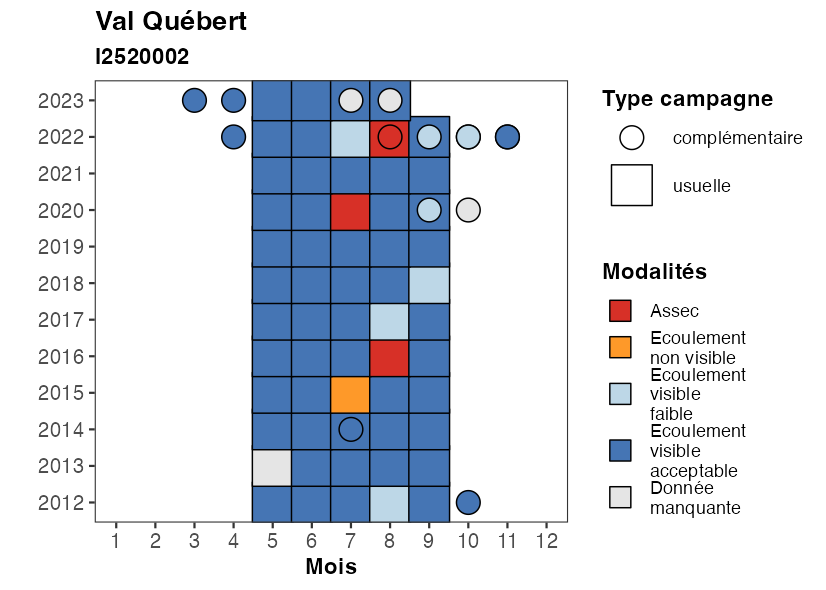 Val Québert
I2520002
2023
2022
2021
2020
2019
2018
2017
2016
2015
2014
2013
2012
1 2 3 4 5 6 7 8 9 10 11 12
Mois
Type campagne
complémentaire
usuelle
Modalités
Assec
Ecoulement
non visible
Ecoulement
visible
faible
Ecoulement
visible
acceptable
Donnée
manquante